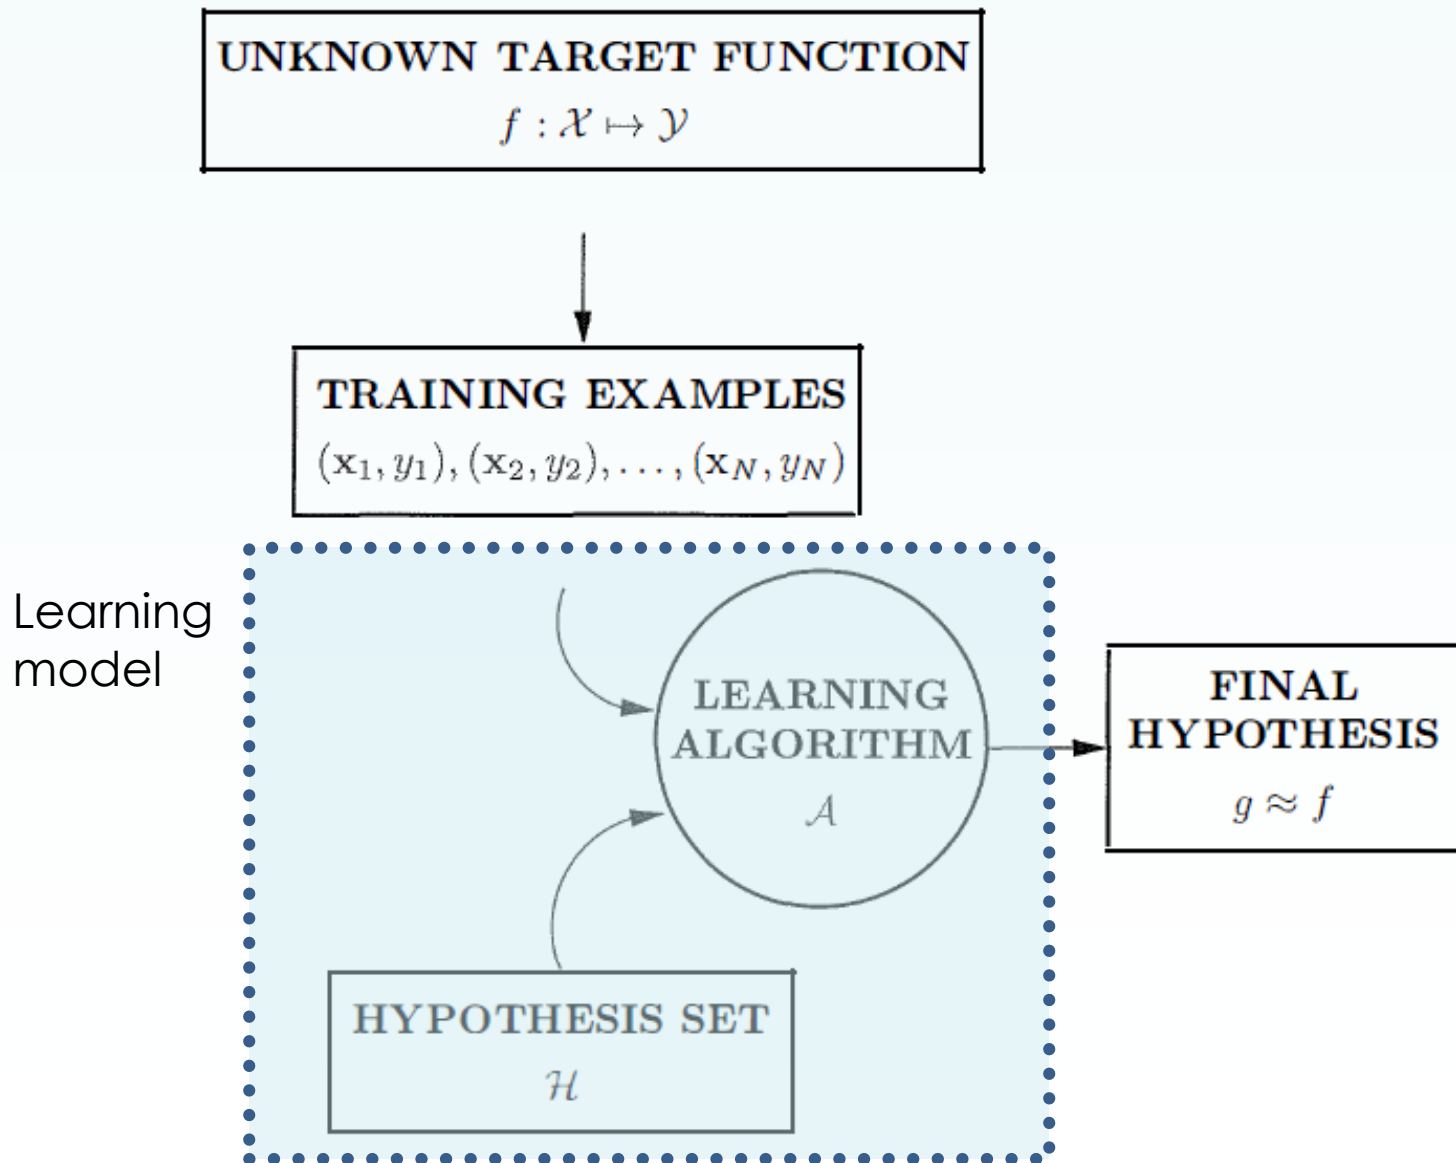 UNKNOWN TARGET FUNCTION
f : 𝒳 ↦ 𝒴
TRAINING EXAMPLES
(x₁, y₁), (x₂, y₂), . . . , (x_N, y_N)
Learning
model
LEARNING
ALGORITHM
𝒜
FINAL
HYPOTHESIS
g ≈ f
HYPOTHESIS SET
ℋ